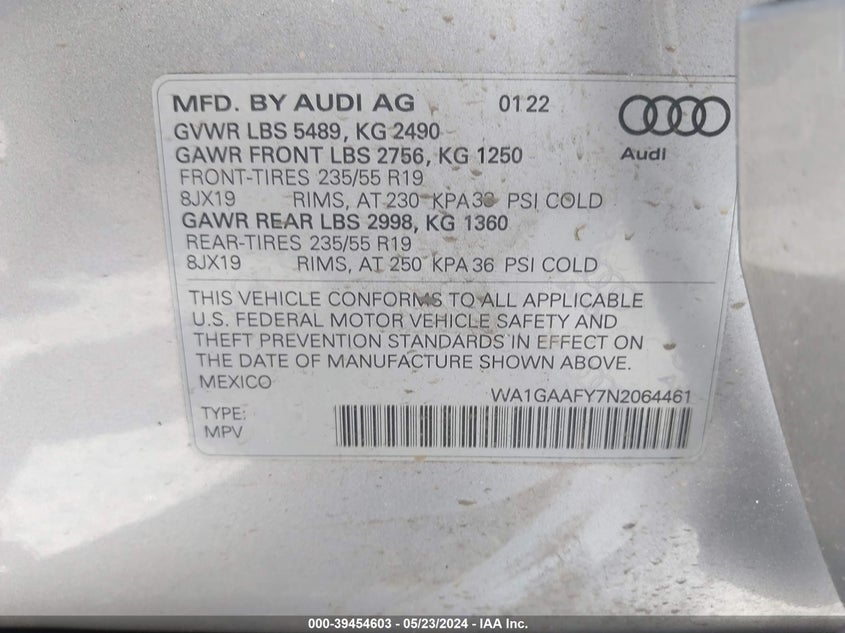 MFD. BY AUDI AG 01 22
GVWR LBS 5489, KG 2490
GAWR FRONT LBS 2756, KG 1250
Audi
FRONT-TIRES 235/55 R19
8JX19 RIMS, AT 230 KPA 33 PSI COLD
GAWR REAR LBS 2998, KG 1360
REAR-TIRES 235/55 R19
8JX19 RIMS, AT 250 KPA 36 PSI COLD
THIS VEHICLE CONFORMS TO ALL APPLICABLE
U.S. FEDERAL MOTOR VEHICLE SAFETY AND
THEFT PREVENTION STANDARDS IN EFFECT ON
THE DATE OF MANUFACTURE SHOWN ABOVE.
MEXICO
WA1GAAFY7N2064461
TYPE:
MPV
000-39454603 - 05/23/2024 - IAA Inc.